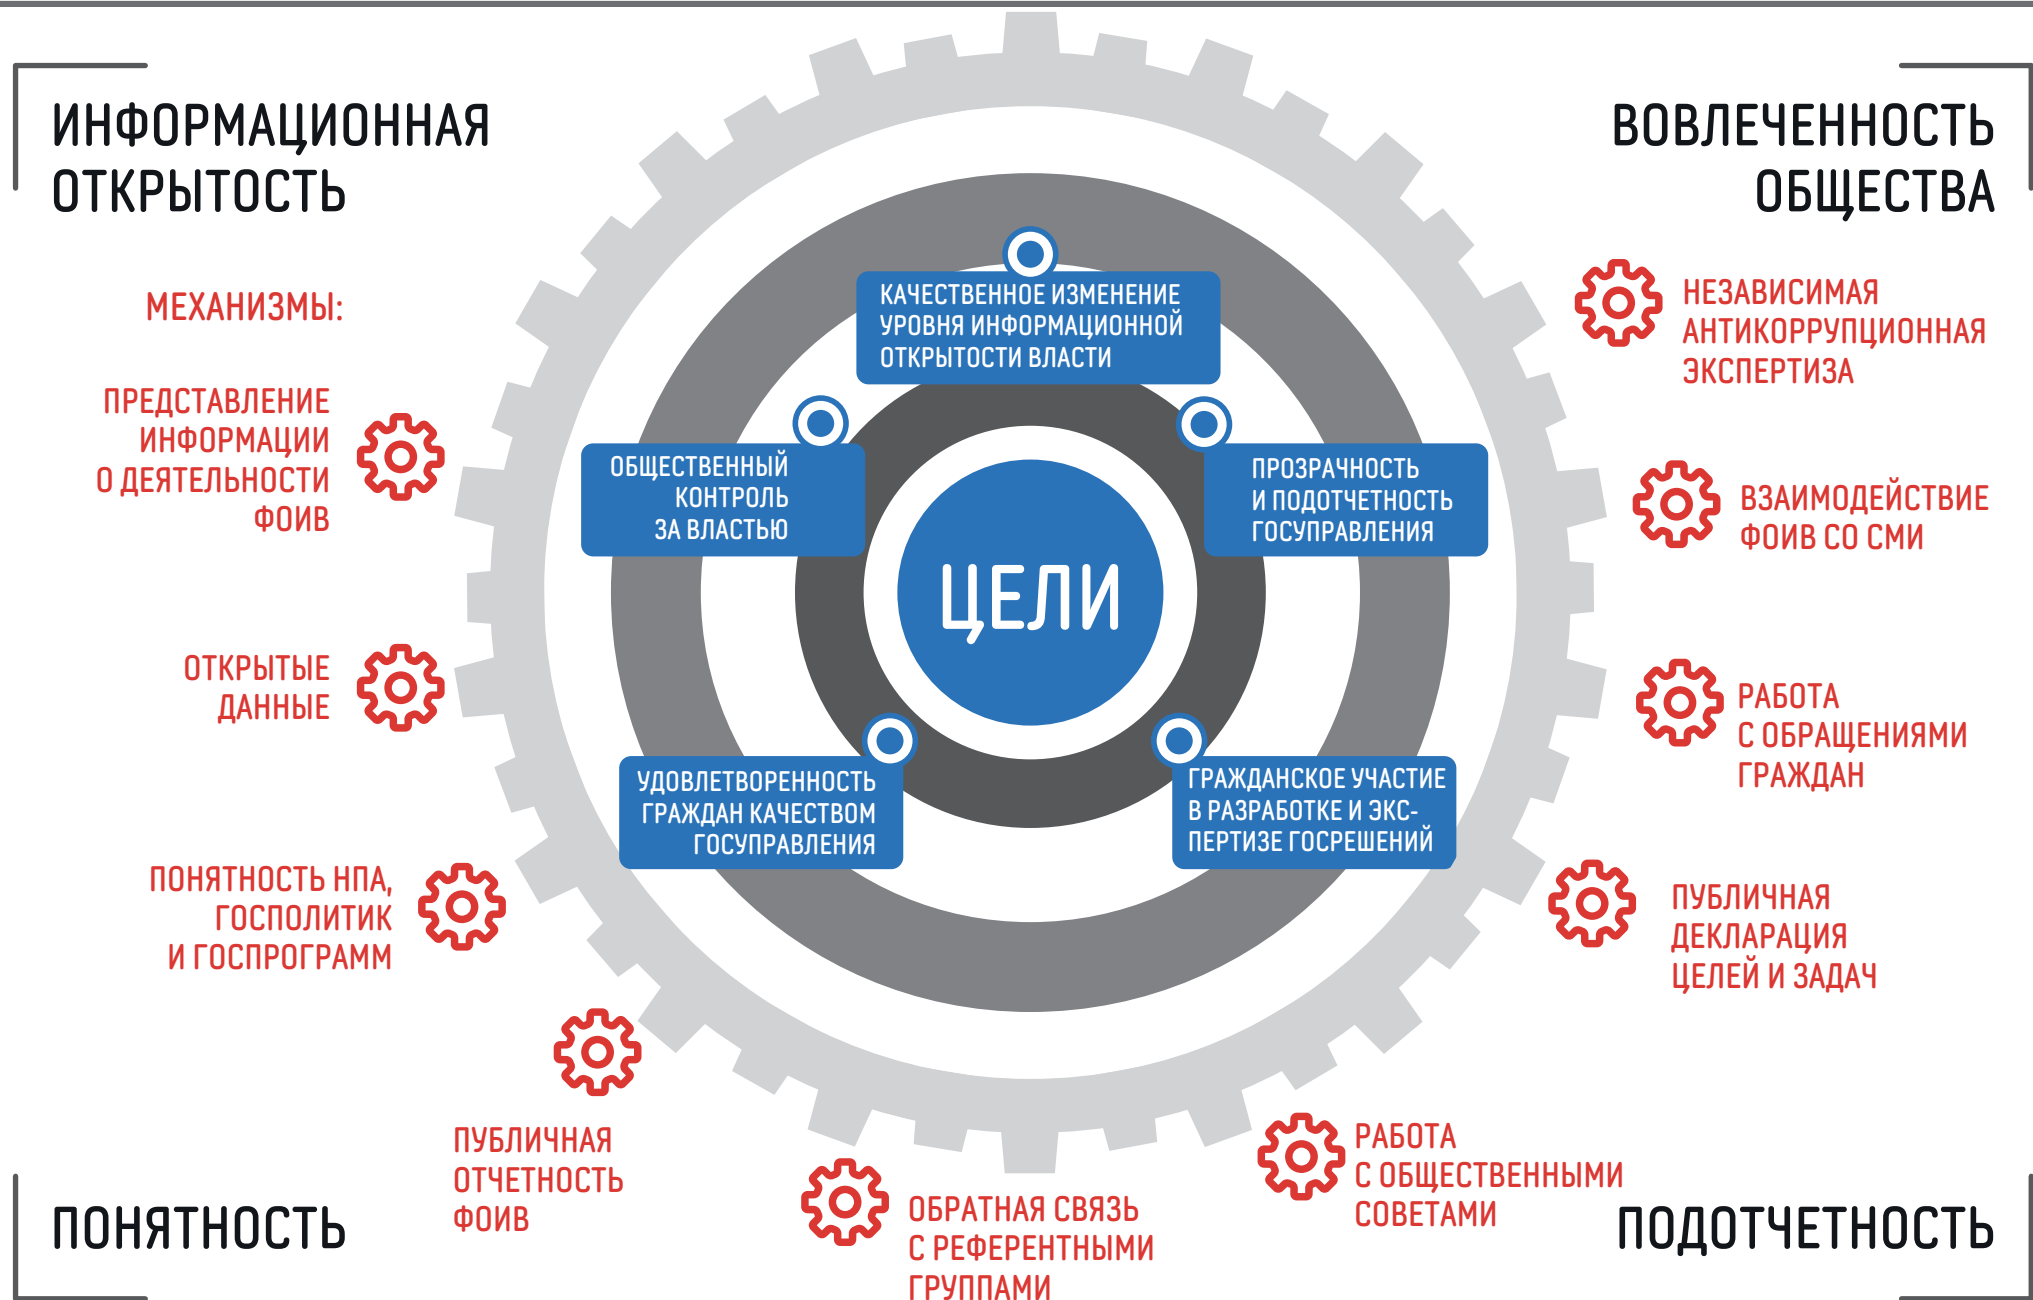 ИНФОРМАЦИОННАЯ
ОТКРЫТОСТЬ
ВОВЛЕЧЕННОСТЬ
ОБЩЕСТВА
МЕХАНИЗМЫ:
ПРЕДСТАВЛЕНИЕ
ИНФОРМАЦИИ
О ДЕЯТЕЛЬНОСТИ
ФОИВ
ОТКРЫТЫЕ
ДАННЫЕ
ПОНЯТНОСТЬ НПА,
ГОСПОЛИТИК
И ГОСПРОГРАММ
ПУБЛИЧНАЯ
ОТЧЕТНОСТЬ
ФОИВ
ОБРАТНАЯ СВЯЗЬ
С РЕФЕРЕНТНЫМИ
ГРУППАМИ
РАБОТА
С ОБЩЕСТВЕННЫМИ
СОВЕТАМИ
ПУБЛИЧНАЯ
ДЕКЛАРАЦИЯ
ЦЕЛЕЙ И ЗАДАЧ
РАБОТА
С ОБРАЩЕНИЯМИ
ГРАЖДАН
ВЗАИМОДЕЙСТВИЕ
ФОИВ СО СМИ
НЕЗАВИСИМАЯ
АНТИКОРРУПЦИОННАЯ
ЭКСПЕРТИЗА
КАЧЕСТВЕННОЕ ИЗМЕНЕНИЕ
УРОВНЯ ИНФОРМАЦИОННОЙ
ОТКРЫТОСТИ ВЛАСТИ
ОБЩЕСТВЕННЫЙ
КОНТРОЛЬ
ЗА ВЛАСТЬЮ
ПРОЗРАЧНОСТЬ
И ПОДОТЧЕТНОСТЬ
ГОСУПРАВЛЕНИЯ
ЦЕЛИ
УДОВЛЕТВОРЕННОСТЬ
ГРАЖДАН КАЧЕСТВОМ
ГОСУПРАВЛЕНИЯ
ГРАЖДАНСКОЕ УЧАСТИЕ
В РАЗРАБОТКЕ И ЭКС-
ПЕРТИЗЕ ГОСРЕШЕНИЙ
ПОНЯТНОСТЬ
ПОДОТЧЕТНОСТЬ